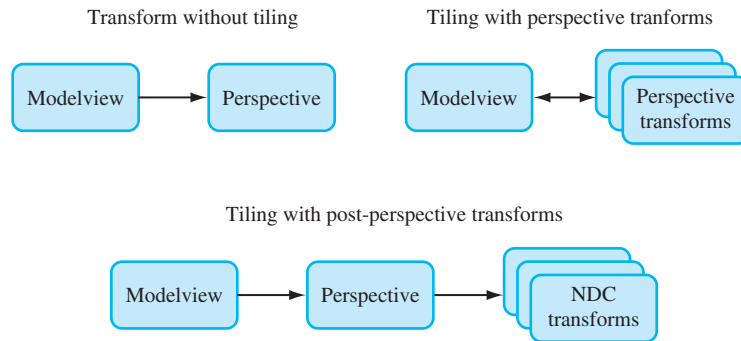 Transform without tiling
Tiling with perspective tranforms
Modelview
Perspective
Modelview
Perspective
transforms
Tiling with post-perspective transforms
Modelview
Perspective
NDC
transforms